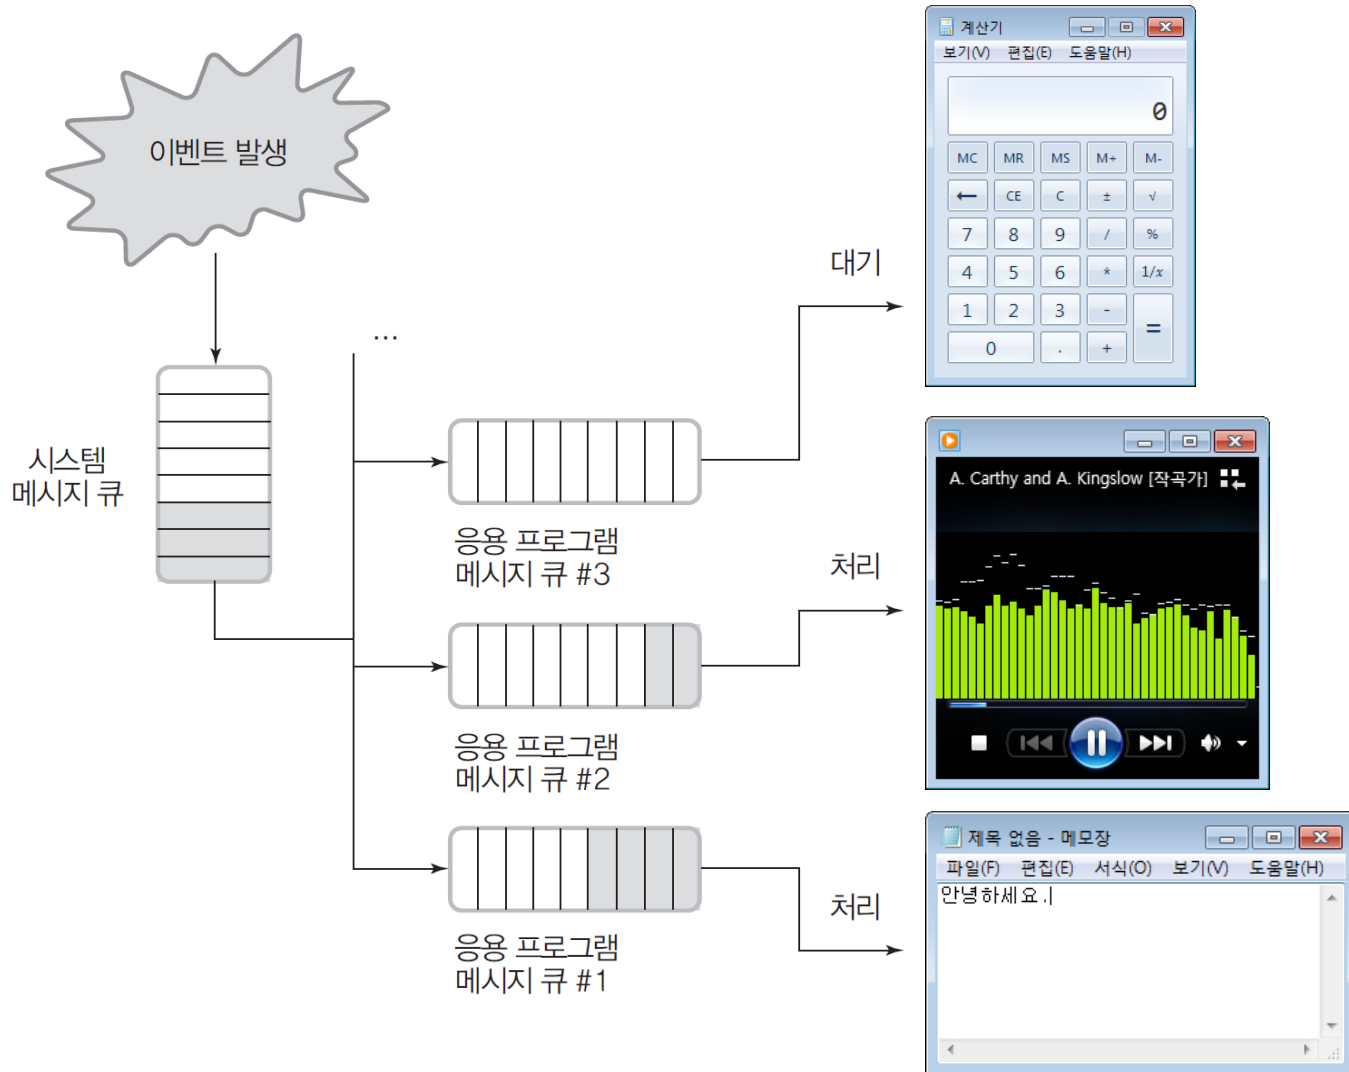 이벤트 발생
시스템
메시지 큐
...
응용 프로그램
메시지 큐 #3
응용 프로그램
메시지 큐 #2
응용 프로그램
메시지 큐 #1
대기
처리
처리
계산기
보기(V) 편집(E) 도움말(H)
0
MC MR MS M+ M-
← CE C ± √
7 8 9 / %
4 5 6 * 1/x
1 2 3 - =
0 . +
A. Carthy and A. Kingslow [작곡가]
제목 없음 - 메모장
파일(F) 편집(E) 서식(O) 보기(V) 도움말(H)
안녕하세요.